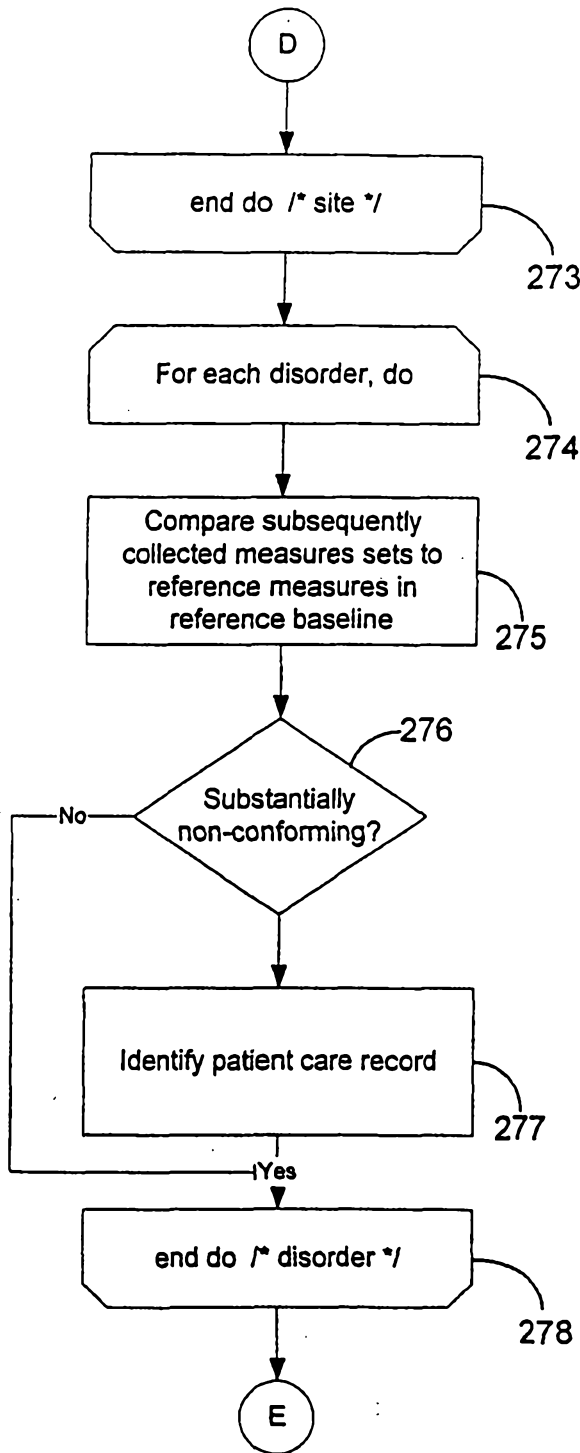 D
end do /* site */
273
For each disorder, do
274
Compare subsequently
collected measures sets to
reference measures in
reference baseline
275
276
Substantially
non-conforming?
No
Identify patient care record
277
Yes
end do /* disorder */
278
E